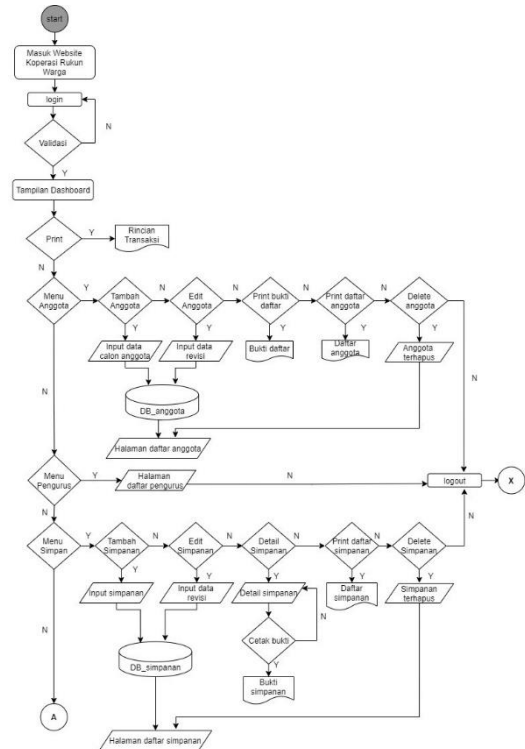 start
Masuk Website
Koperasi Rukun
Warga
login
N
Validasi
Y
Tampilan Dashboard
Print
Y
Rincian
Transaksi
N
Menu
Anggota
Y
Tambah
Anggota
N
Edit
Anggota
N
Print bukti
daftar
N
Print daftar
anggota
N
Delete
anggota
Y
Y
Y
Y
Y
Input data
calon anggota
Input data
revisi
Bukti daftar
Daftar
anggota
Anggota
terhapus
N
N
DB_anggota
Halaman daftar anggota
Menu
Pengurus
Y
Halaman
daftar pengurus
N
logout
X
N
Menu
Simpan
Y
Tambah
Simpanan
N
Edit
Simpanan
N
Detail
Simpanan
N
Print daftar
simpanan
N
Delete
Simpanan
N
Y
Y
Y
Y
Y
Input simpanan
Input data
revisi
Detail simpanan
Daftar
simpanan
Simpanan
terhapus
N
N
Cetak bukti
Y
DB_simpanan
Bukti
simpanan
A
Halaman daftar simpanan